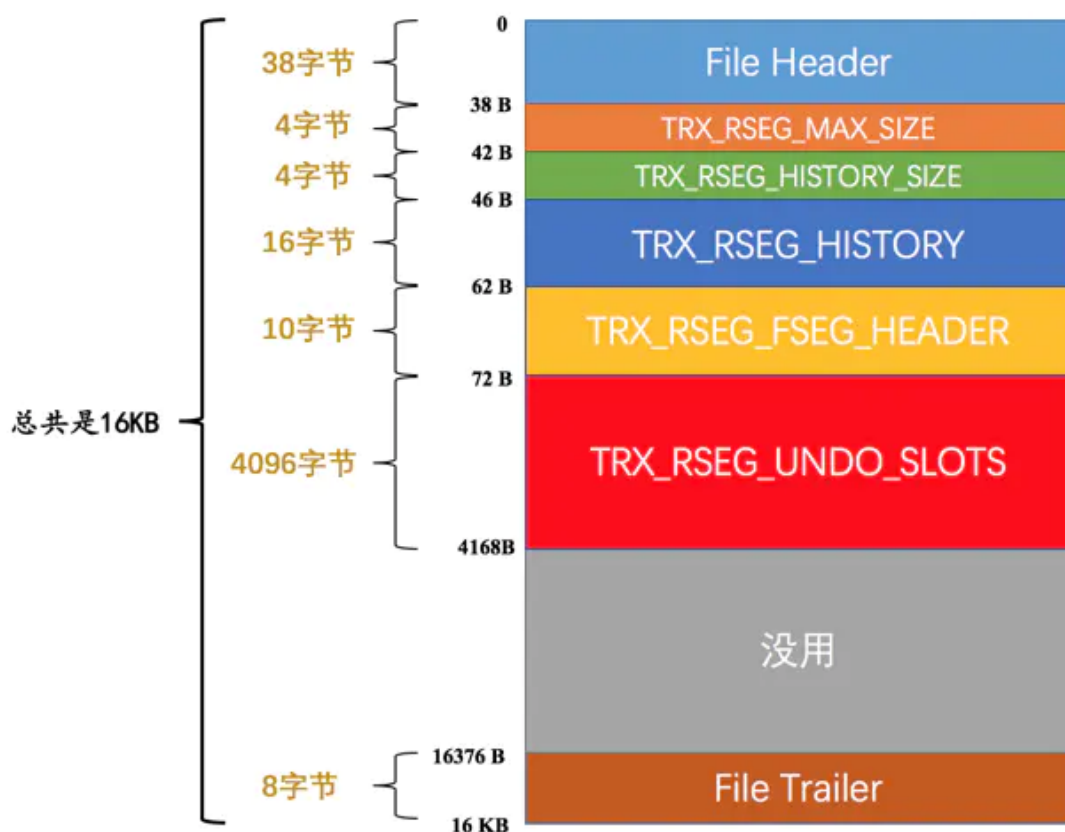 0
38字节
File Header
38 B
4字节
TRX_RSEG_MAX_SIZE
42 B
4字节
TRX_RSEG_HISTORY_SIZE
46 B
16字节
TRX_RSEG_HISTORY
62 B
10字节
TRX_RSEG_FSEG_HEADER
72 B
总共是16KB
4096字节
TRX_RSEG_UNDO_SLOTS
4168B
没用
16376 B
8字节
File Trailer
16 KB